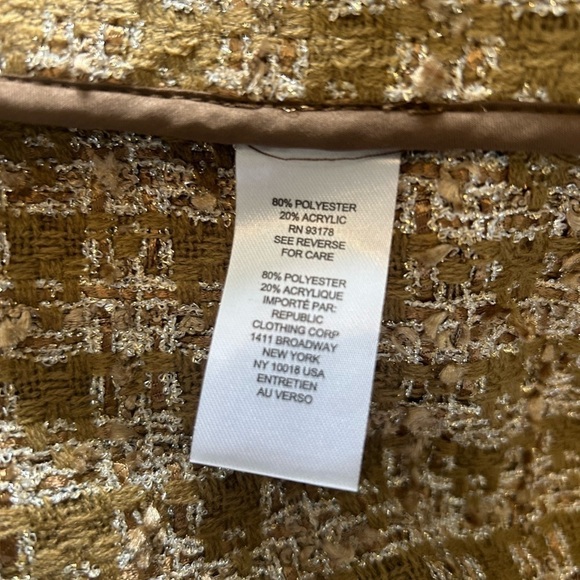 80% POLYESTER
20% ACRYLIC
RN 93178
SEE REVERSE
FOR CARE
80% POLYESTER
20% ACRYLIQUE
IMPORTÉ PAR:
REPUBLIC
CLOTHING CORP
1411 BROADWAY
NEW YORK
NY 10018 USA
ENTRETIEN
AU VERSO